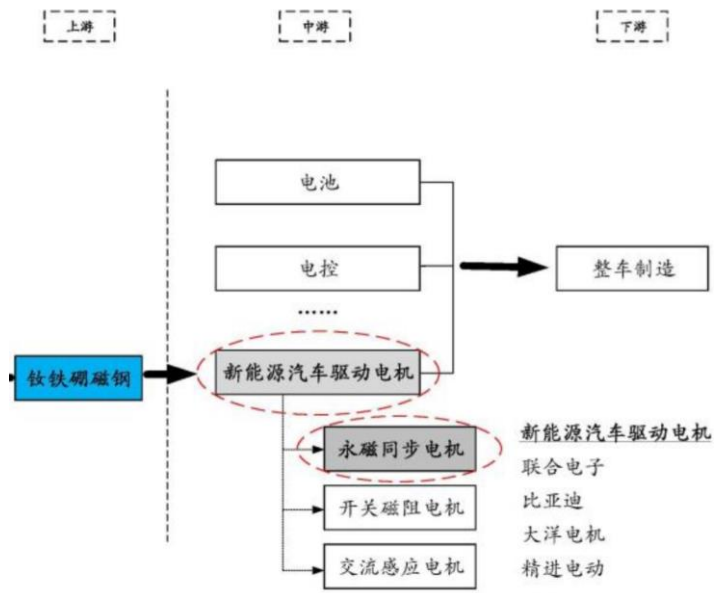 上游
中游
下游
电池
电控
整车制造
……
钕铁硼磁钢
新能源汽车驱动电机
永磁同步电机
开关磁阻电机
交流感应电机
新能源汽车驱动电机
联合电子
比亚迪
大洋电机
精进电动